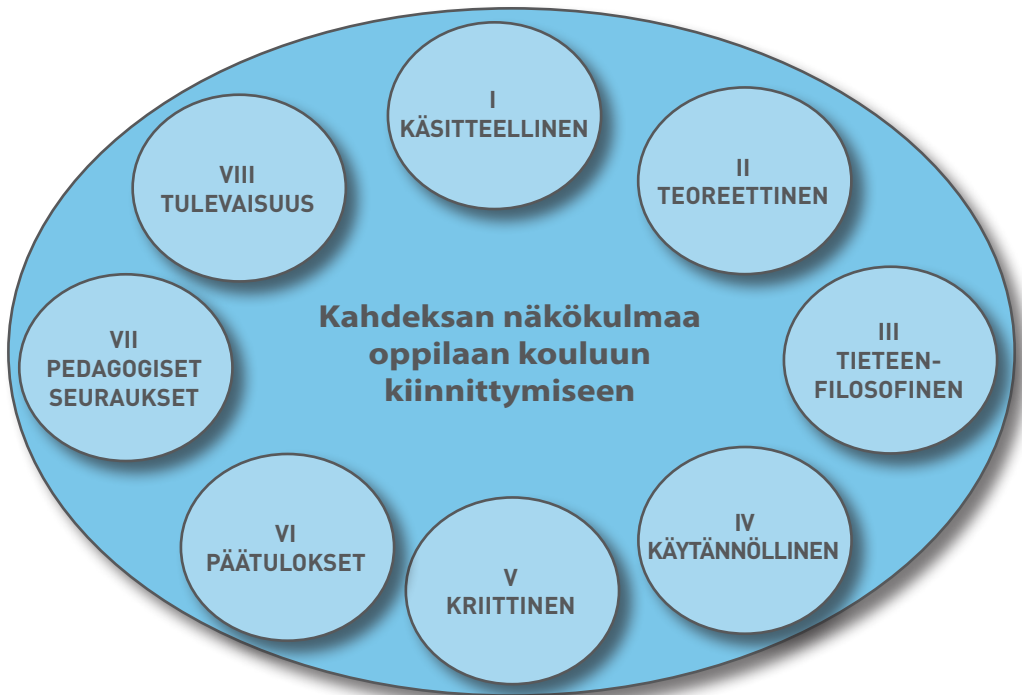 Kahdeksan näkökulmaa
oppilaan kouluun
kiinnittymiseen
I
KÄSITTEELLINEN
II
TEOREETTINEN
III
TIETEEN-
FILOSOFINEN
IV
KÄYTÄNNÖLLINEN
V
KRIITTINEN
VI
PÄÄTULOKSET
VII
PEDAGOGISET
SEURAUKSET
VIII
TULEVAISUUS